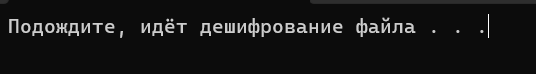 Подождите, идёт дешифрование файла . . .